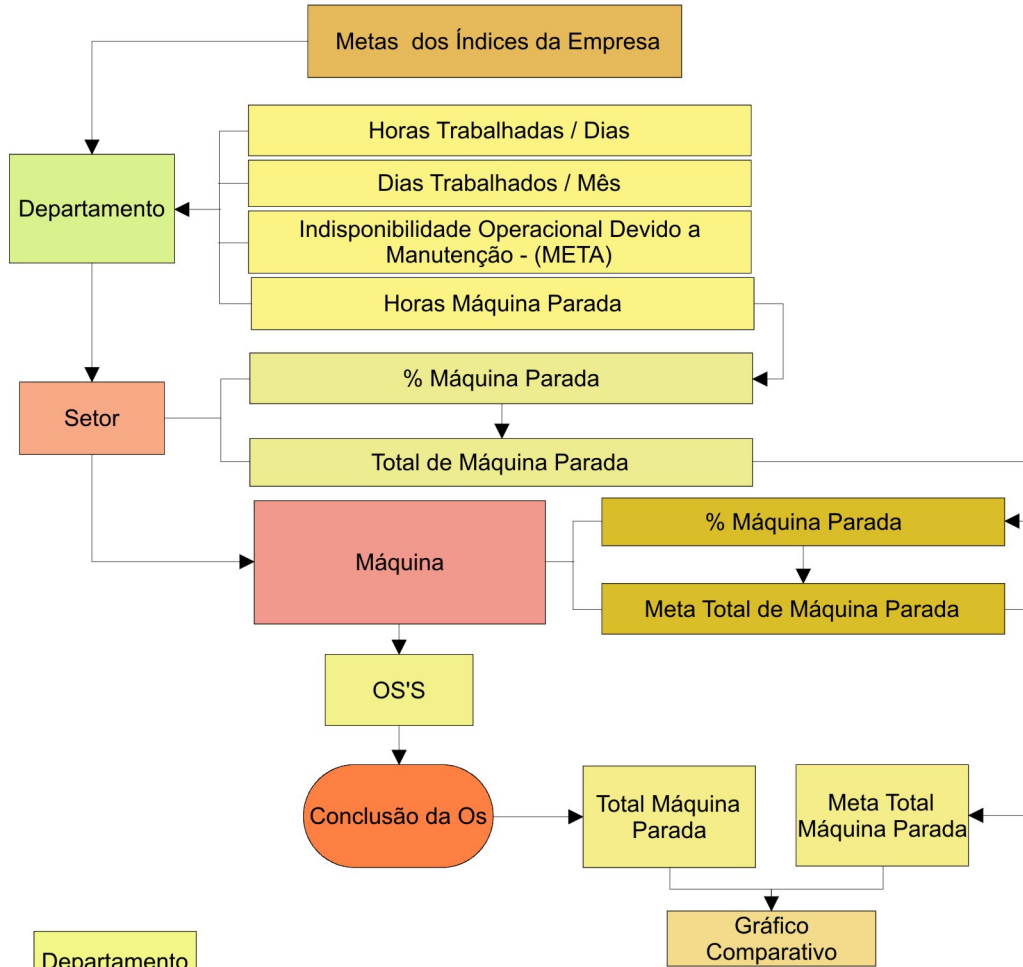 Metas dos Índices da Empresa
Horas Trabalhadas / Dias
Dias Trabalhados / Mês
Departamento
Indisponibilidade Operacional Devido a
Manutenção - (META)
Horas Máquina Parada
% Máquina Parada
Setor
Total de Máquina Parada
% Máquina Parada
Máquina
Meta Total de Máquina Parada
OS'S
Conclusão da Os
Total Máquina
Parada
Meta Total
Máquina Parada
Gráfico
Comparativo
Departamento